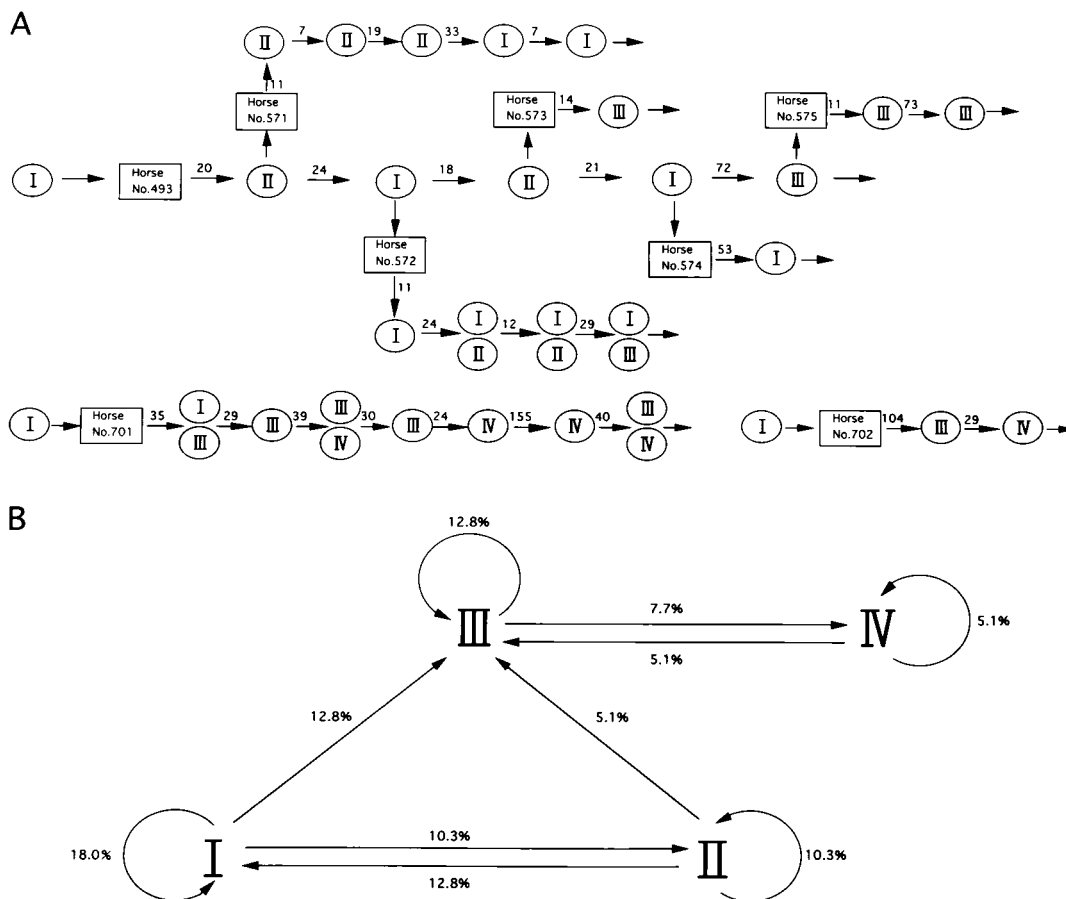 A
II 7 II 19 II 33 I 7 I
11
Horse
No.571
Horse
No.573
14 III
Horse
No.575
11 III 73 III
I
Horse
No.493
20 II 24 I 18 II 21 I 72 III
Horse
No.572
Horse
No.574
53 I
11
I 24 I 12 I 29 I
II II III
I
Horse
No.701
35 I 29 III 39 III 30 III 24 IV 155 IV 40 III
III IV IV
I
Horse
No.702
104 III 29 IV
B
12.8%
III 7.7% IV 5.1%
5.1%
12.8% 5.1%
18.0% I 10.3% II 10.3%
12.8%